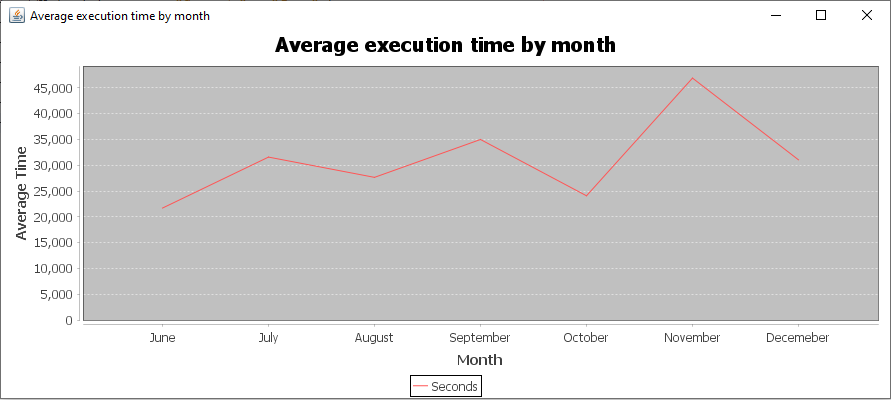 Average execution time by month
Average execution time by month
Average Time
45,000
40,000
35,000
30,000
25,000
20,000
15,000
10,000
5,000
0
June July August September October November Decemeber
Month
Seconds